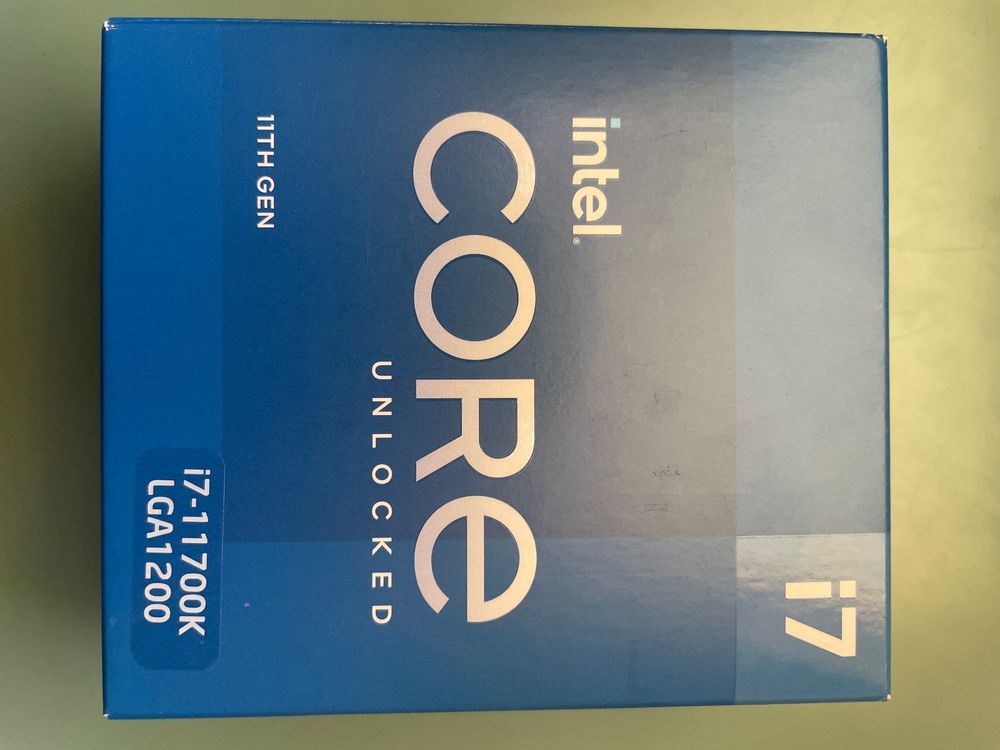 i7
intel®
CORe
UNLOCKED
11TH GEN
i7-11700K
LGA1200